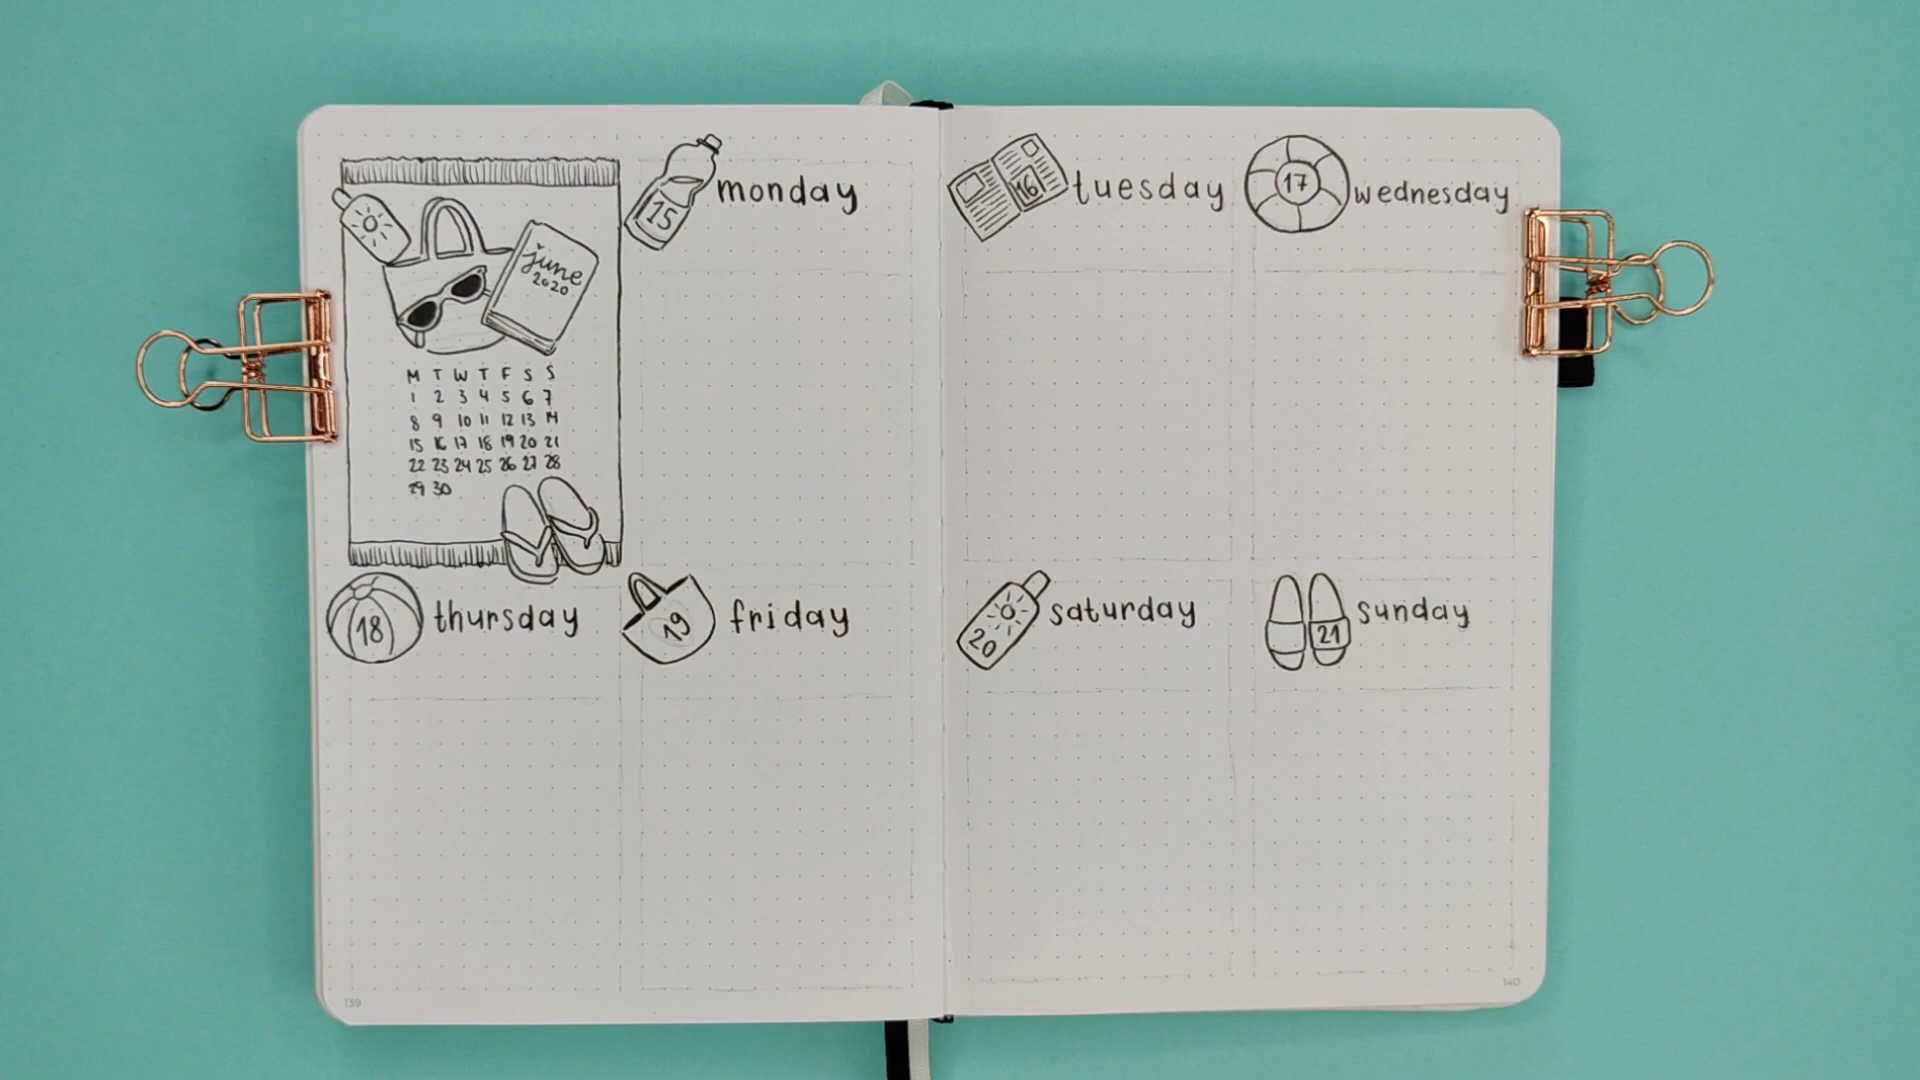 june
2020
M T W T F S S
1 2 3 4 5 6 7
8 9 10 11 12 13 14
15 16 17 18 19 20 21
22 23 24 25 26 27 28
29 30
15 monday
16 tuesday
17 wednesday
18 thursday
19 friday
20 saturday
21 sunday
139
140